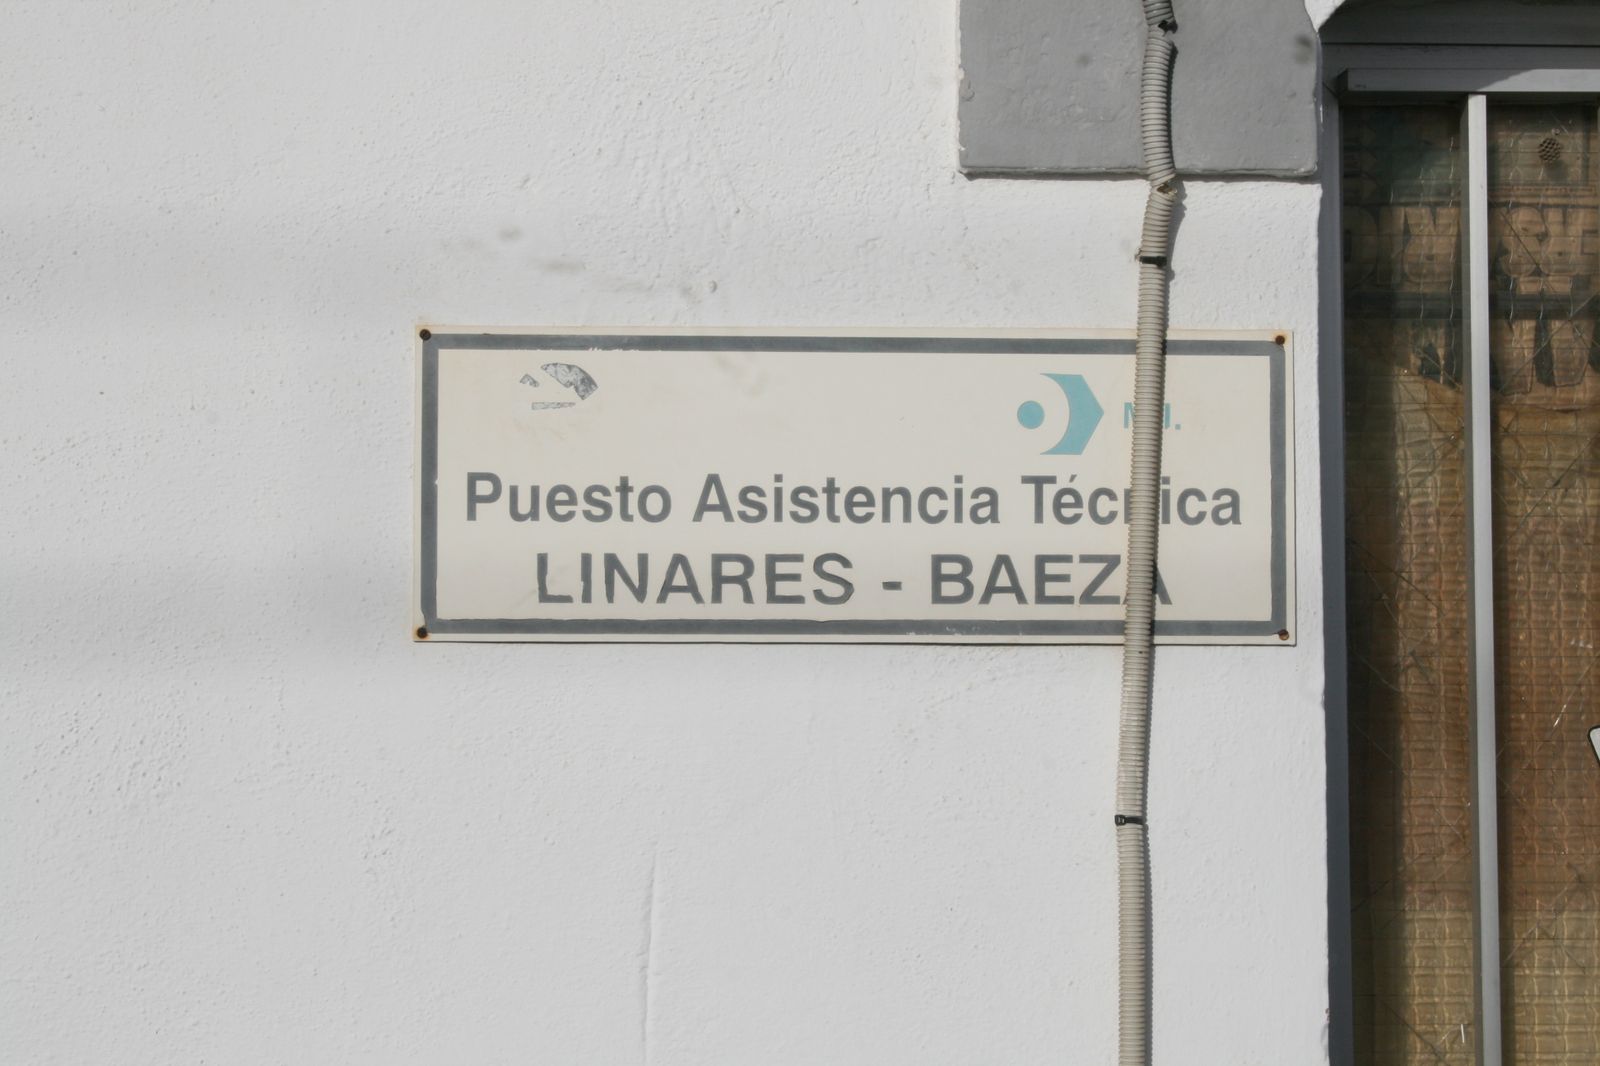 Puesto Asistencia Técnica
LINARES - BAEZA